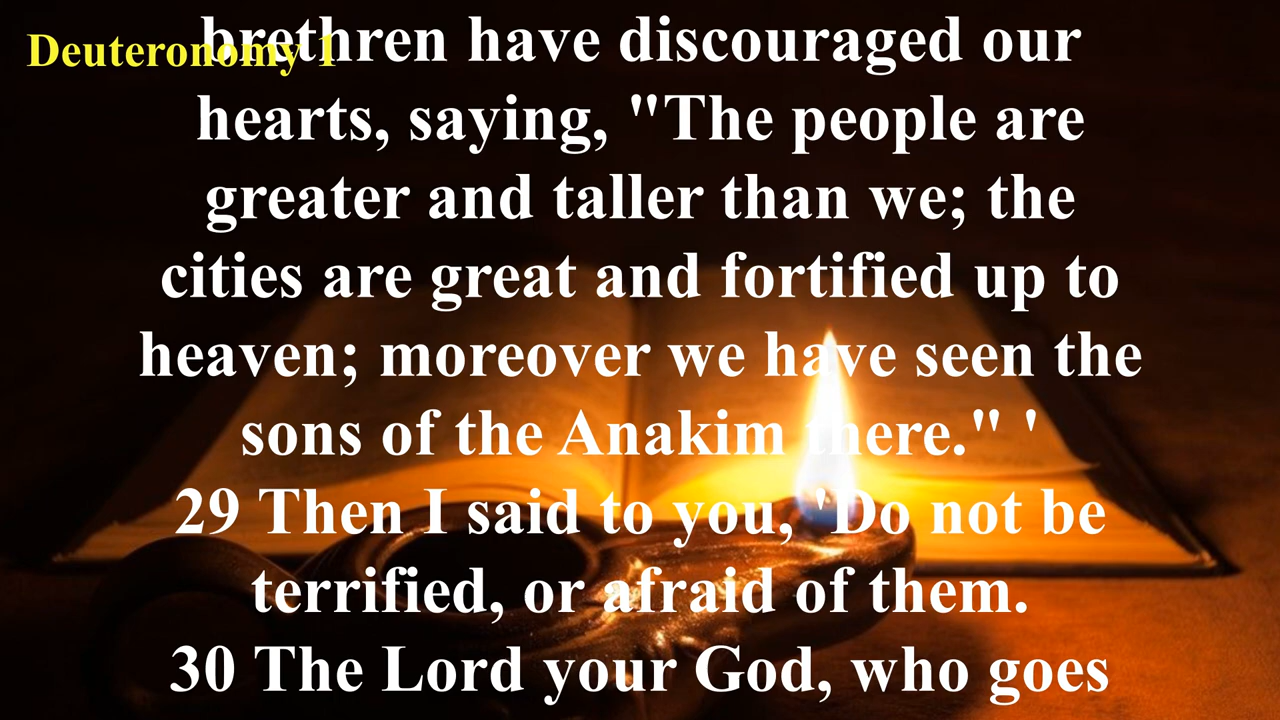 Deuteronomy 1
brethren have discouraged our
hearts, saying, "The people are
greater and taller than we; the
cities are great and fortified up to
heaven; moreover we have seen the
sons of the Anakim there." '
29 Then I said to you, 'Do not be
terrified, or afraid of them.
30 The Lord your God, who goes